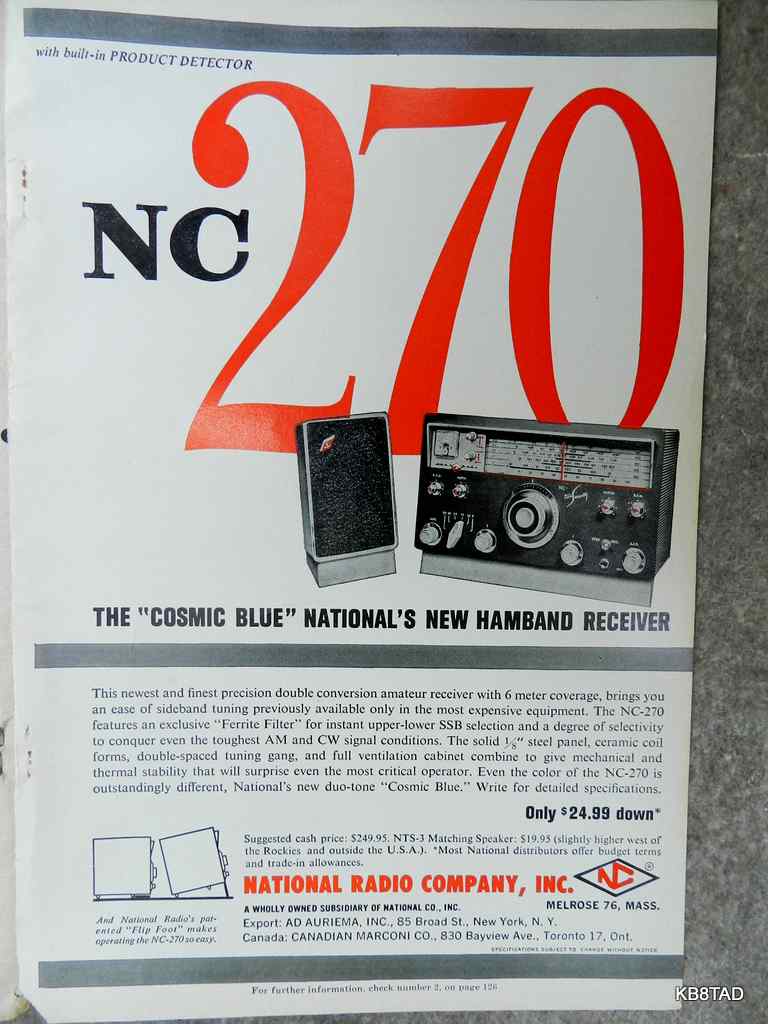 with built-in PRODUCT DETECTOR
NC 270
THE "COSMIC BLUE" NATIONAL'S NEW HAMBAND RECEIVER
This newest and finest precision double conversion amateur receiver with 6 meter coverage, brings you
an ease of sideband tuning previously available only in the most expensive equipment. The NC-270
features an exclusive "Ferrite Filter" for instant upper-lower SSB selection and a degree of selectivity
to conquer even the toughest AM and CW signal conditions. The solid 1/8" steel panel, ceramic coil
forms, double-spaced tuning gang, and full ventilation cabinet combine to give mechanical and
thermal stability that will surprise even the most critical operator. Even the color of the NC-270 is
outstandingly different, National's new duo-tone "Cosmic Blue." Write for detailed specifications.
Only $24.99 down*
Suggested cash price: $249.95. NTS-3 Matching Speaker: $19.95 (slightly higher west of
the Rockies and outside the U.S.A.). *Most National distributors offer budget terms
and trade-in allowances.
NATIONAL RADIO COMPANY, INC.
NC ®
A WHOLLY OWNED SUBSIDIARY OF NATIONAL CO., INC.
MELROSE 76, MASS.
Export: AD AURIEMA, INC., 85 Broad St., New York, N. Y.
Canada: CANADIAN MARCONI CO., 830 Bayview Ave., Toronto 17, Ont.
SPECIFICATIONS SUBJECT TO CHANGE WITHOUT NOTICE
And National Radio's pat-
ented "Flip Foot" makes
operating the NC-270 so easy.
For further information, check number 2, on page 126
KB8TAD